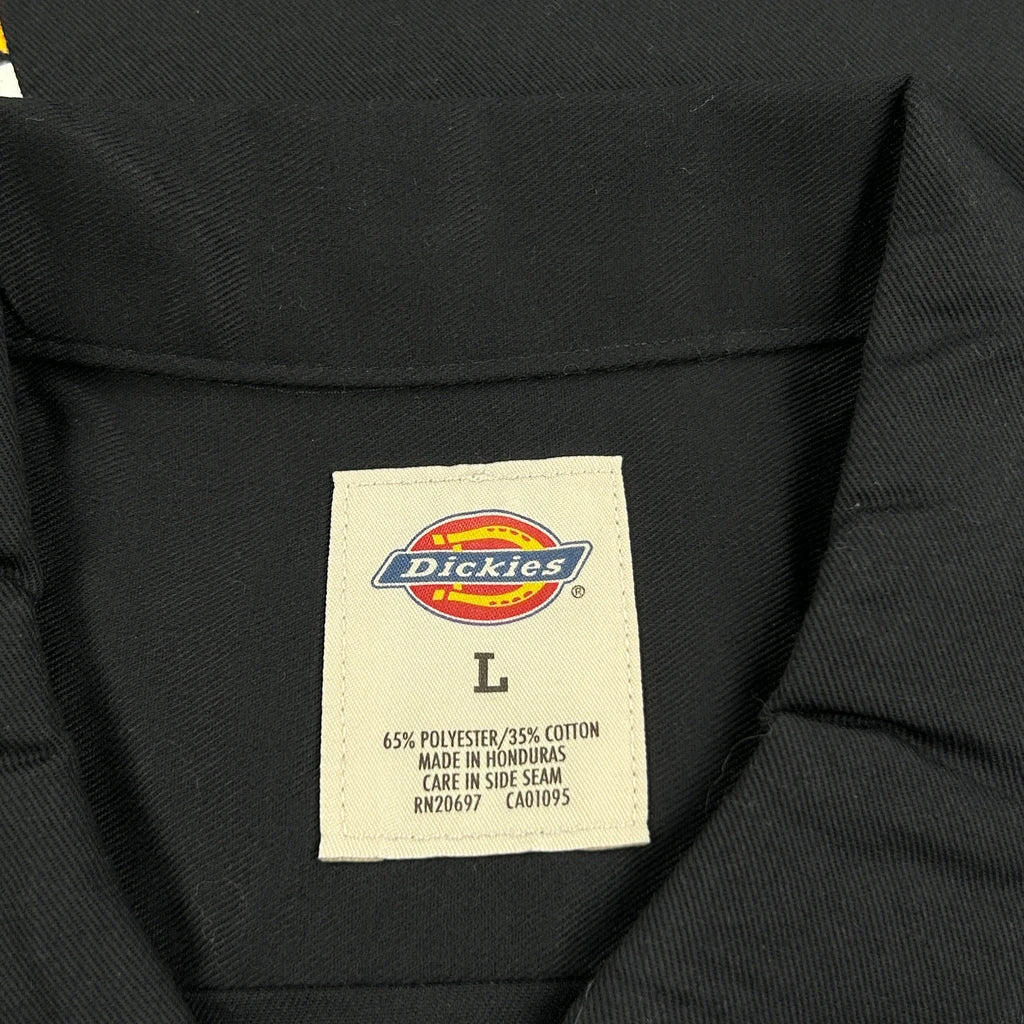 Dickies®
L
65% POLYESTER/35% COTTON
MADE IN HONDURAS
CARE IN SIDE SEAM
RN20697 CA01095